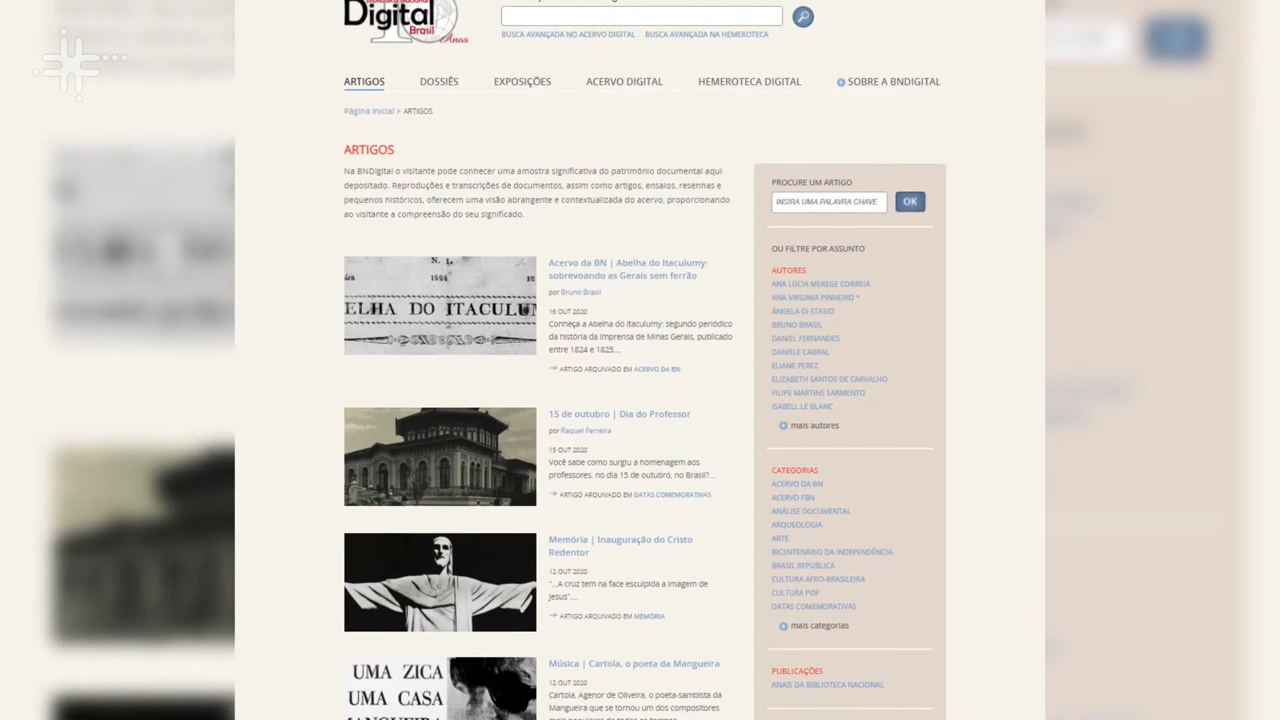 Digital
Brasil
Anos
BUSCA AVANÇADA NO ACERVO DIGITAL
BUSCA AVANÇADA NA HEMEROTECA
ARTIGOS
DOSSIÊS
EXPOSIÇÕES
ACERVO DIGITAL
HEMEROTECA DIGITAL
SOBRE A BNDIGITAL
Página inicial > ARTIGOS
ARTIGOS
Na BNDigital o visitante pode conhecer uma amostra significativa do patrimônio documental aqui
depositado. Reproduções e transcrições de documentos, assim como artigos, ensaios, resenhas e
pequenos históricos, oferecem uma visão abrangente e contextualizada do acervo, proporcionando
ao visitante a compreensão do seu significado.
N. 1.
1824
ELHA DO ITACULUM
Acervo da BN | Abelha do Itaculumy:
sobrevoando as Gerais sem ferrão
por Bruno Brasil
16 OUT 2020
Conheça a Abelha do Itaculumy: segundo periódico
da história da imprensa de Minas Gerais, publicado
entre 1824 e 1825....
ARTIGO ARQUIVADO EM ACERVO DA BN
15 de outubro | Dia do Professor
por Raquel Ferreira
15 OUT 2020
Você sabe como surgiu a homenagem aos
professores, no dia 15 de outubro, no Brasil?...
ARTIGO ARQUIVADO EM DATAS COMEMORATIVAS
Memória | Inauguração do Cristo
Redentor
12 OUT 2020
"...A cruz tem na face esculpida a imagem de
Jesus"....
ARTIGO ARQUIVADO EM MEMÓRIA
UMA ZICA
UMA CASA
MANGUEIRA
Música | Cartola, o poeta da Mangueira
12 OUT 2020
Cartola, Agenor de Oliveira, o poeta-sambista da
Mangueira que se tornou um dos compositores
mais populares de todos os tempos
PROCURE UM ARTIGO
INSIRA UMA PALAVRA CHAVE
OK
OU FILTRE POR ASSUNTO
AUTORES
ANA LÚCIA MEREGE CORREIA
ANA VIRGINIA PINHEIRO *
ÂNGELA DI STASIO
BRUNO BRASIL
DANIEL FERNANDES
DANIELE CABRAL
ELIANE PEREZ
ELIZABETH SANTOS DE CARVALHO
FILIPE MARTINS SARMENTO
ISABELL LE BLANC
mais autores
CATEGORIAS
ACERVO DA BN
ACERVO FBN
ANÁLISE DOCUMENTAL
ARQUEOLOGIA
ARTE
BICENTENÁRIO DA INDEPENDÊNCIA
BRASIL REPÚBLICA
CULTURA AFRO-BRASILEIRA
CULTURA POP
DATAS COMEMORATIVAS
mais categorias
PUBLICAÇÕES
ANAIS DA BIBLIOTECA NACIONAL